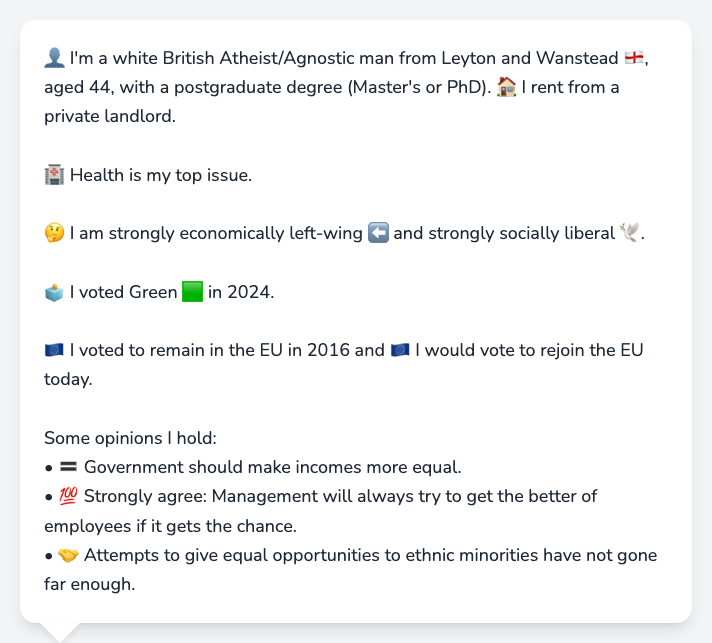 👤 I'm a white British Atheist/Agnostic man from Leyton and Wanstead 🏴󠁧󠁢󠁥󠁮󠁧󠁿,
aged 44, with a postgraduate degree (Master's or PhD). 🏠 I rent from a
private landlord.
🏥 Health is my top issue.
🤔 I am strongly economically left-wing ⬅️ and strongly socially liberal 🕊️.
🗳️ I voted Green 🟩 in 2024.
🇪🇺 I voted to remain in the EU in 2016 and 🇪🇺 I would vote to rejoin the EU
today.
Some opinions I hold:
• 🟰 Government should make incomes more equal.
• 💯 Strongly agree: Management will always try to get the better of
employees if it gets the chance.
• 🤝 Attempts to give equal opportunities to ethnic minorities have not gone
far enough.